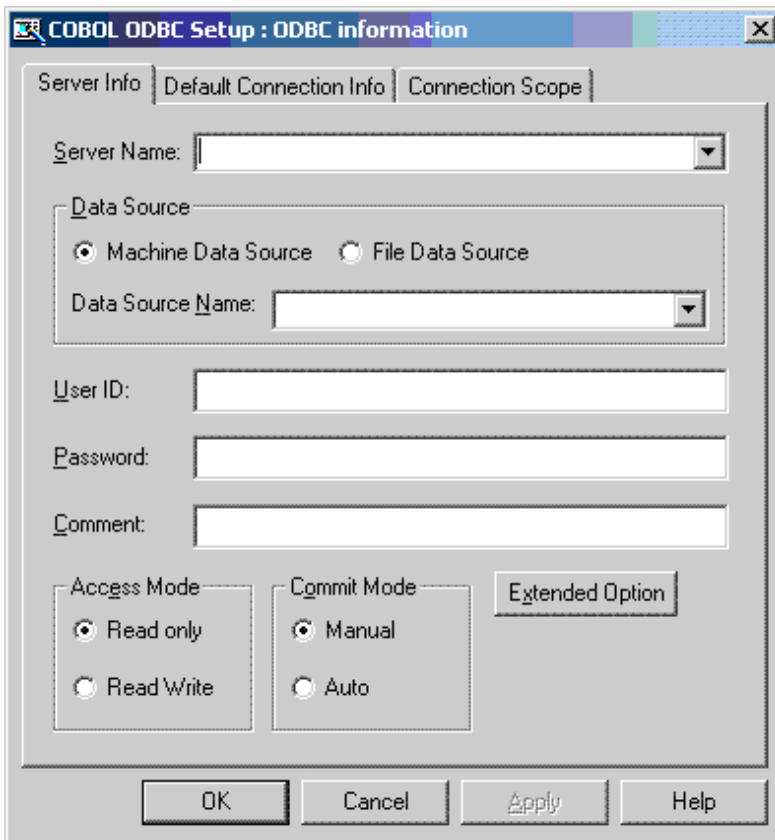 COBOL ODBC Setup : ODBC information
Server Info
Default Connection Info
Connection Scope
Server Name:
Data Source
Machine Data Source
File Data Source
Data Source Name:
User ID:
Password:
Comment:
Access Mode
Read only
Read Write
Commit Mode
Manual
Auto
Extended Option
OK
Cancel
Apply
Help